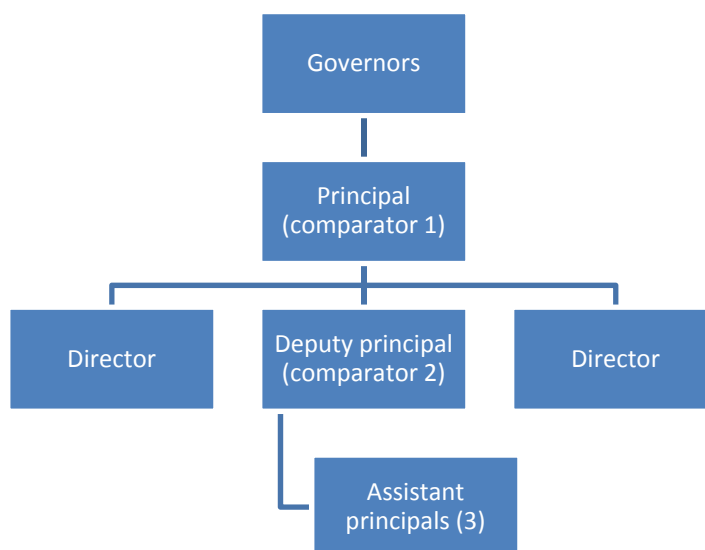 Governors
Principal
(comparator 1)
Director
Deputy principal
(comparator 2)
Director
Assistant
principals (3)